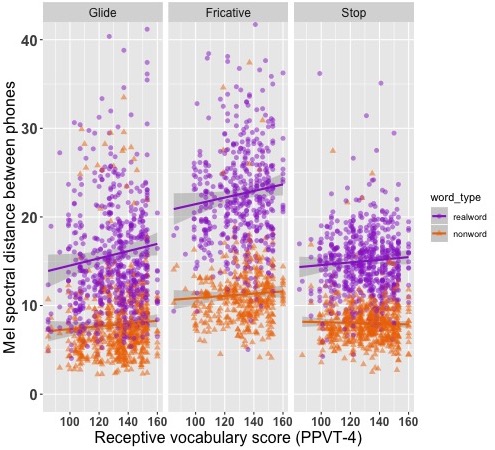 Glide Fricative Stop
Mel spectral distance between phones
40
30
20
10
0
100 120 140 160 100 120 140 160 100 120 140 160
Receptive vocabulary score (PPVT-4)
word_type
realword
nonword